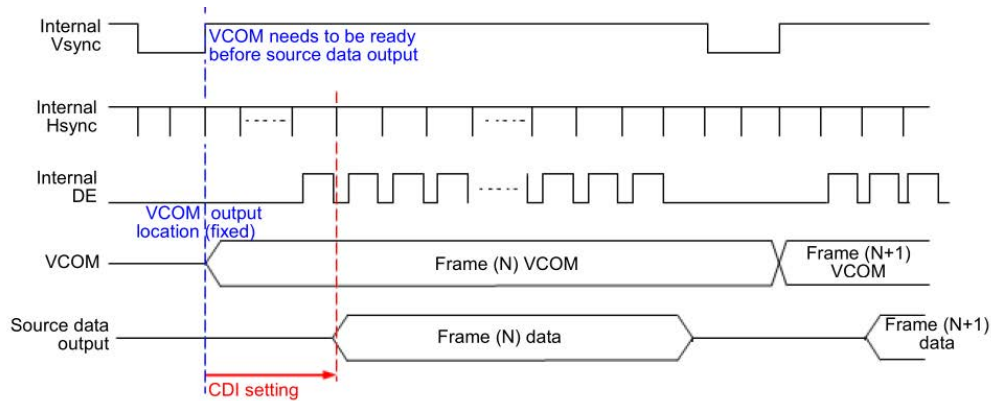 Internal
Vsync
VCOM needs to be ready
before source data output
Internal
Hsync
Internal
DE
VCOM output
location (fixed)
VCOM
Frame (N) VCOM
Frame (N+1)
VCOM
Source data
output
Frame (N) data
Frame (N+1)
data
CDI setting